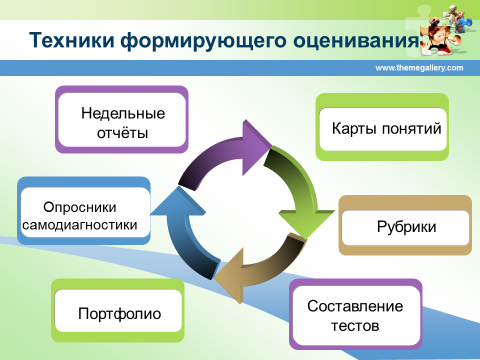 Техники формирующего оценивания
www.themegallery.com
Недельные
отчёты
Карты понятий
Опросники
самодиагностики
Рубрики
Портфолио
Составление
тестов